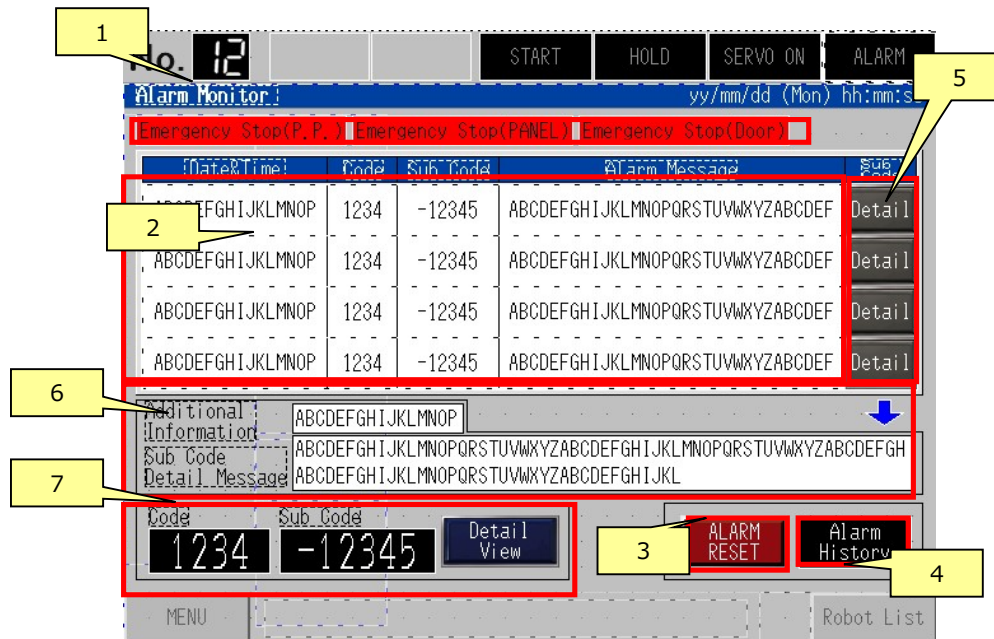 1
No. 12 START HOLD SERVO ON ALARM
5
Alarm Monitor yy/mm/dd (Mon) hh:mm:s
Emergency Stop(P.P.) Emergency Stop(PANEL) Emergency Stop(Door)
Date&Time Code Sub Code Alarm Message Sub Code
2
EFGHIJKLMNOP 1234 -12345 ABCDEFGHIJKLMNOPQRSTUVWXYZABCDEF Detail
ABCDEFGHIJKLMNOP 1234 -12345 ABCDEFGHIJKLMNOPQRSTUVWXYZABCDEF Detail
ABCDEFGHIJKLMNOP 1234 -12345 ABCDEFGHIJKLMNOPQRSTUVWXYZABCDEF Detail
ABCDEFGHIJKLMNOP 1234 -12345 ABCDEFGHIJKLMNOPQRSTUVWXYZABCDEF Detail
6
Additional
Information ABCDEFGHIJKLMNOP
Sub Code ABCDEFGHIJKLMNOPQRSTUVWXYZABCDEFGHIJKLMNOPQRSTUVWXYZABCDEFGH
Detail Message ABCDEFGHIJKLMNOPQRSTUVWXYZABCDEFGHIJKL
7
Code Sub Code
1234 -12345 Detail View
3
ALARM RESET
Alarm History
4
MENU Robot List